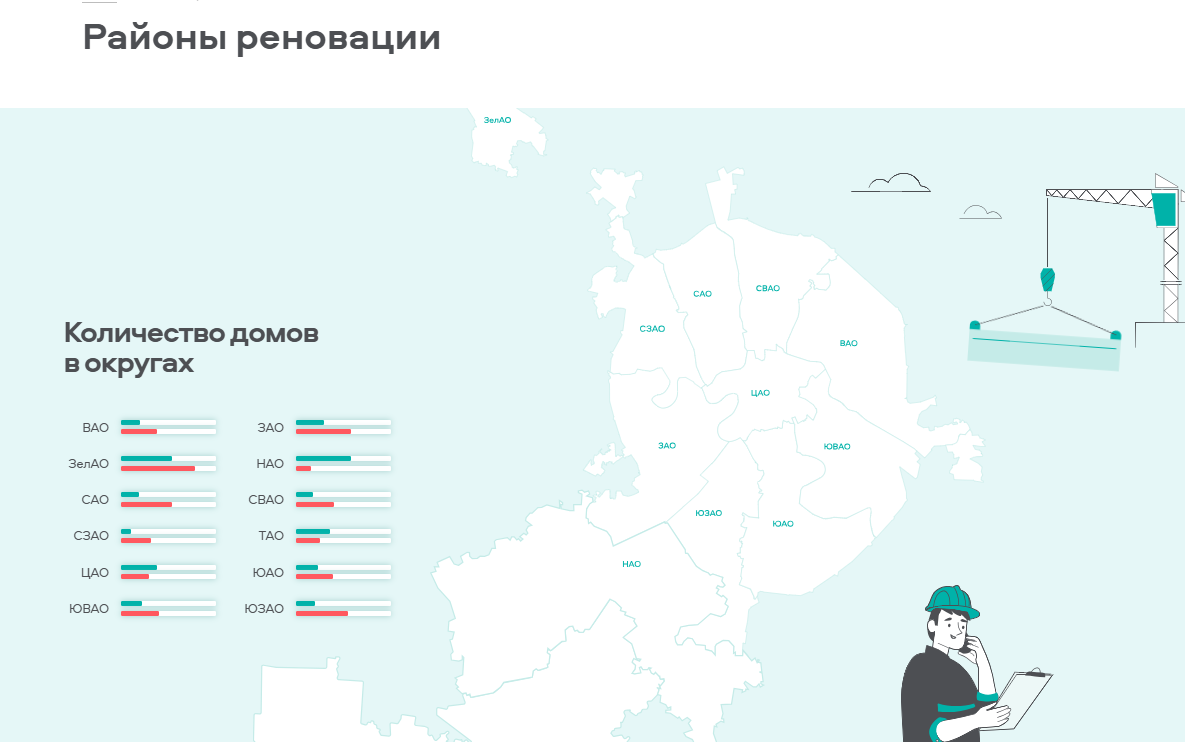 Районы реновации
ЗелАО
САО
СВАО
СЗАО
ВАО
ЦАО
ЗАО
ЮВАО
ЮЗАО
ЮАО
НАО
Количество домов
в округах
ВАО
ЗАО
ЗелАО
НАО
САО
СВАО
СЗАО
ТАО
ЦАО
ЮАО
ЮВАО
ЮЗАО